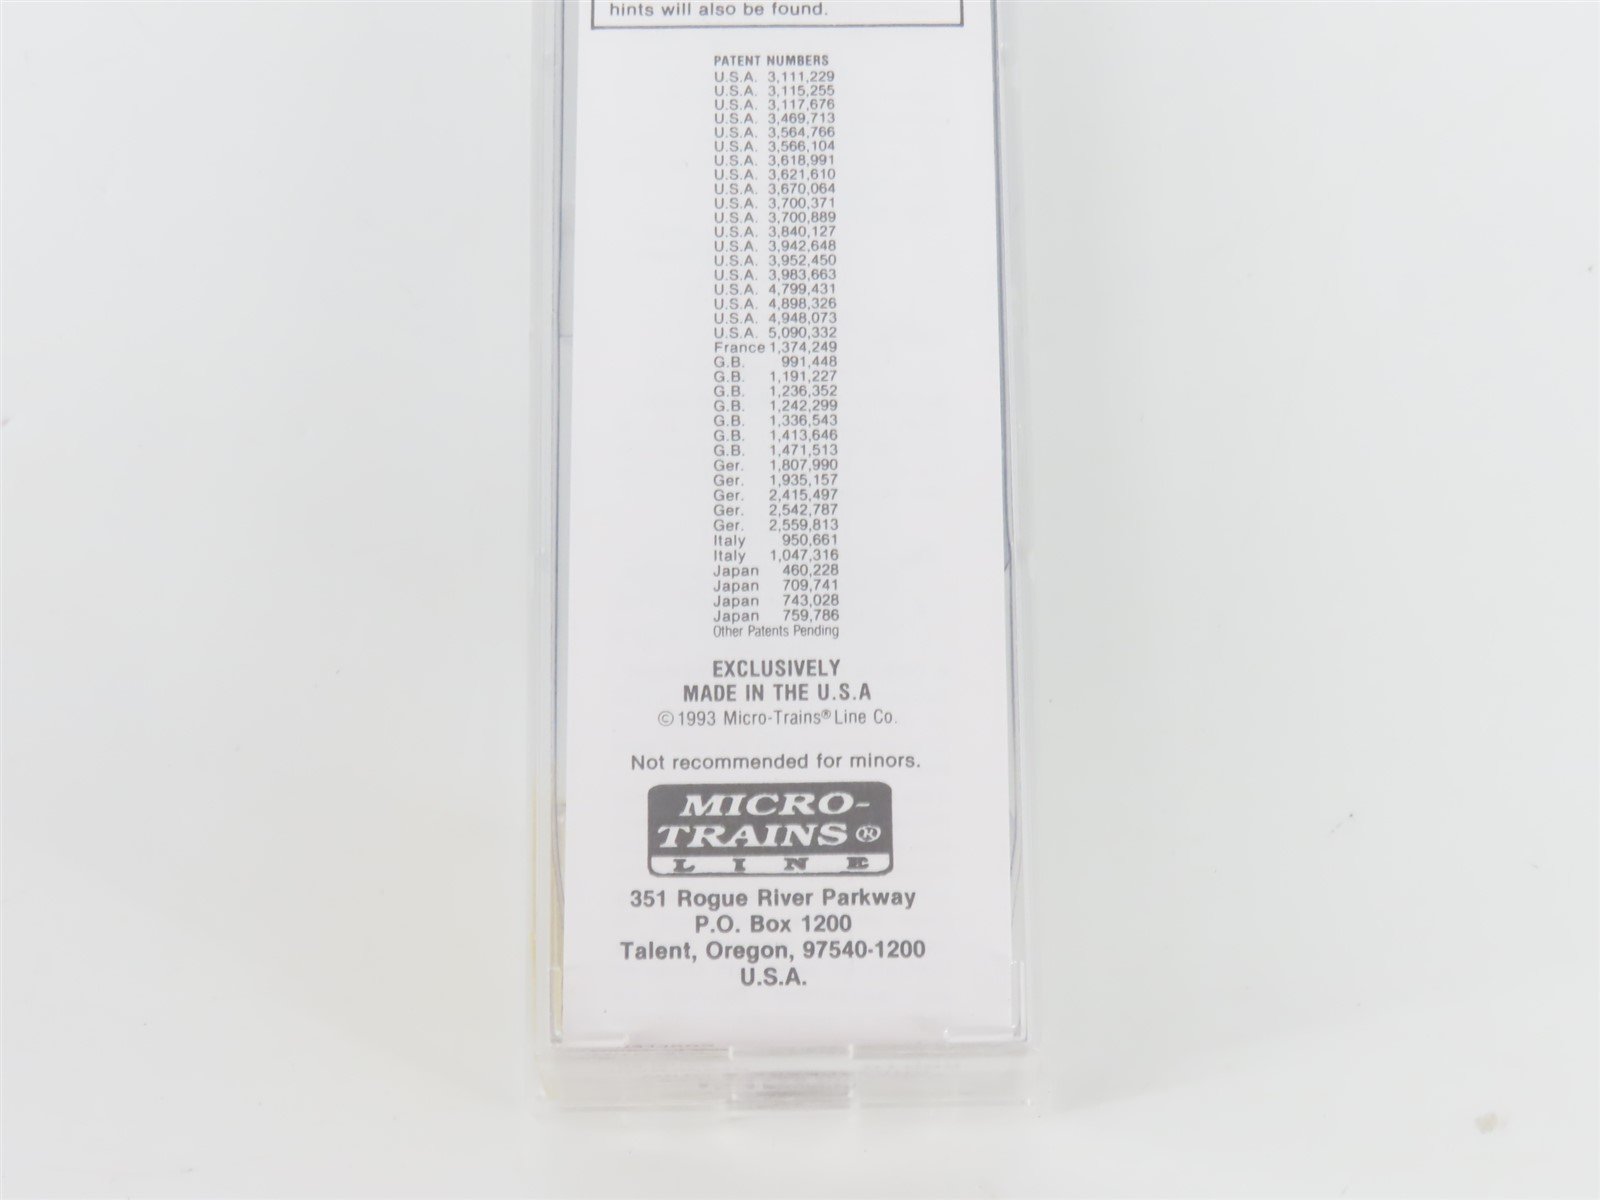 hints will also be found.
PATENT NUMBERS
U.S.A. 3,111,229
U.S.A. 3,115,255
U.S.A. 3,117,676
U.S.A. 3,469,713
U.S.A. 3,564,766
U.S.A. 3,566,104
U.S.A. 3,618,991
U.S.A. 3,621,610
U.S.A. 3,670,064
U.S.A. 3,700,371
U.S.A. 3,700,889
U.S.A. 3,840,127
U.S.A. 3,942,648
U.S.A. 3,952,450
U.S.A. 3,983,663
U.S.A. 4,799,431
U.S.A. 4,898,326
U.S.A. 4,948,073
U.S.A. 5,090,332
France 1,374,249
G.B. 991,448
G.B. 1,191,227
G.B. 1,236,352
G.B. 1,242,299
G.B. 1,336,543
G.B. 1,413,646
G.B. 1,471,513
Ger. 1,807,990
Ger. 1,935,157
Ger. 2,415,497
Ger. 2,542,787
Ger. 2,559,813
Italy 950,661
Italy 1,047,316
Japan 460,228
Japan 709,741
Japan 743,028
Japan 759,786
Other Patents Pending
EXCLUSIVELY
MADE IN THE U.S.A
©1993 Micro-Trains® Line Co.
Not recommended for minors.
MICRO-
TRAINS®
LINE
351 Rogue River Parkway
P.O. Box 1200
Talent, Oregon, 97540-1200
U.S.A.